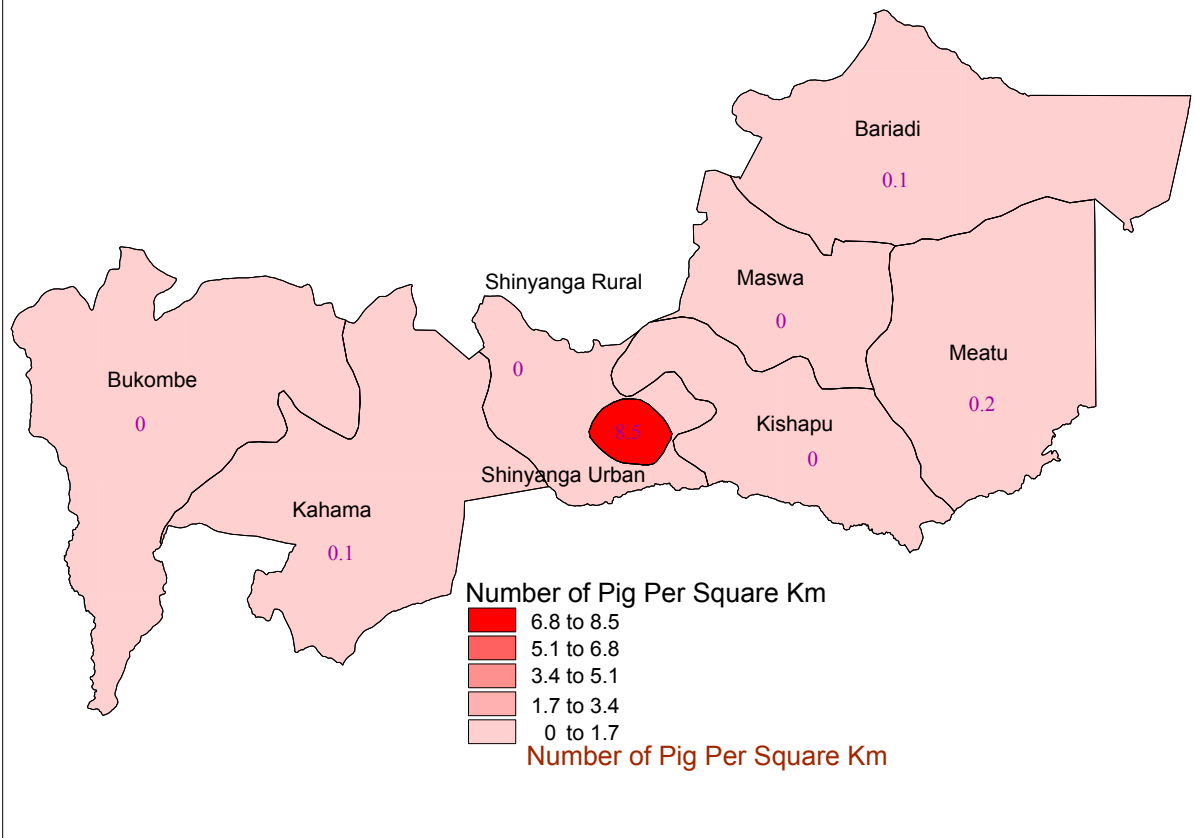 Bariadi
0.1
Shinyanga Rural
0
Maswa
0
Meatu
0.2
Bukombe
0
Kishapu
0
8.5
Shinyanga Urban
Kahama
0.1
Number of Pig Per Square Km
6.8 to 8.5
5.1 to 6.8
3.4 to 5.1
1.7 to 3.4
0 to 1.7
Number of Pig Per Square Km